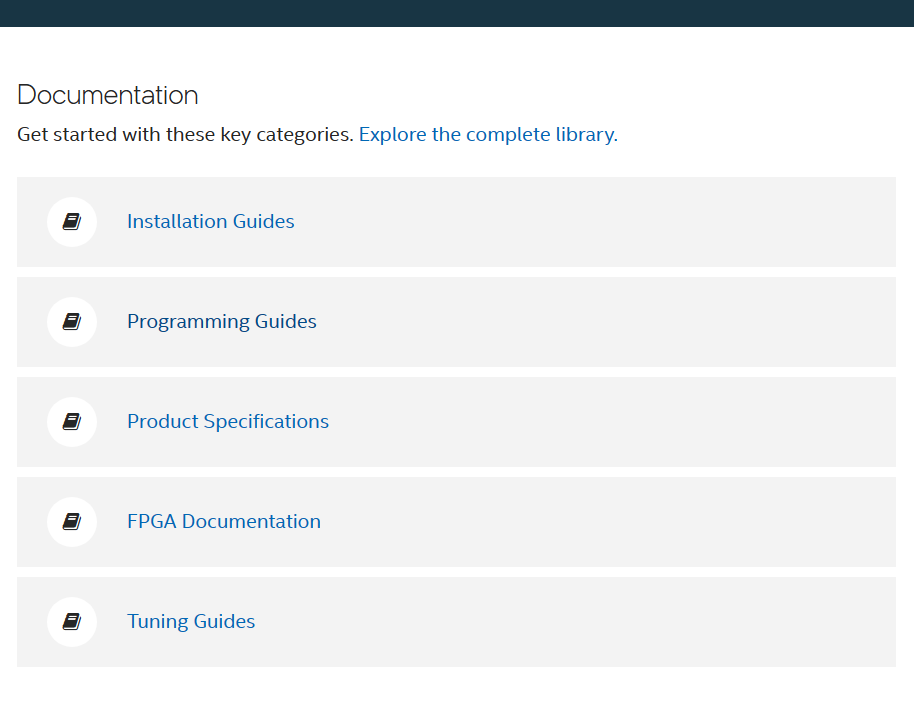 Documentation
Get started with these key categories. Explore the complete library.
Installation Guides
Programming Guides
Product Specifications
FPGA Documentation
Tuning Guides